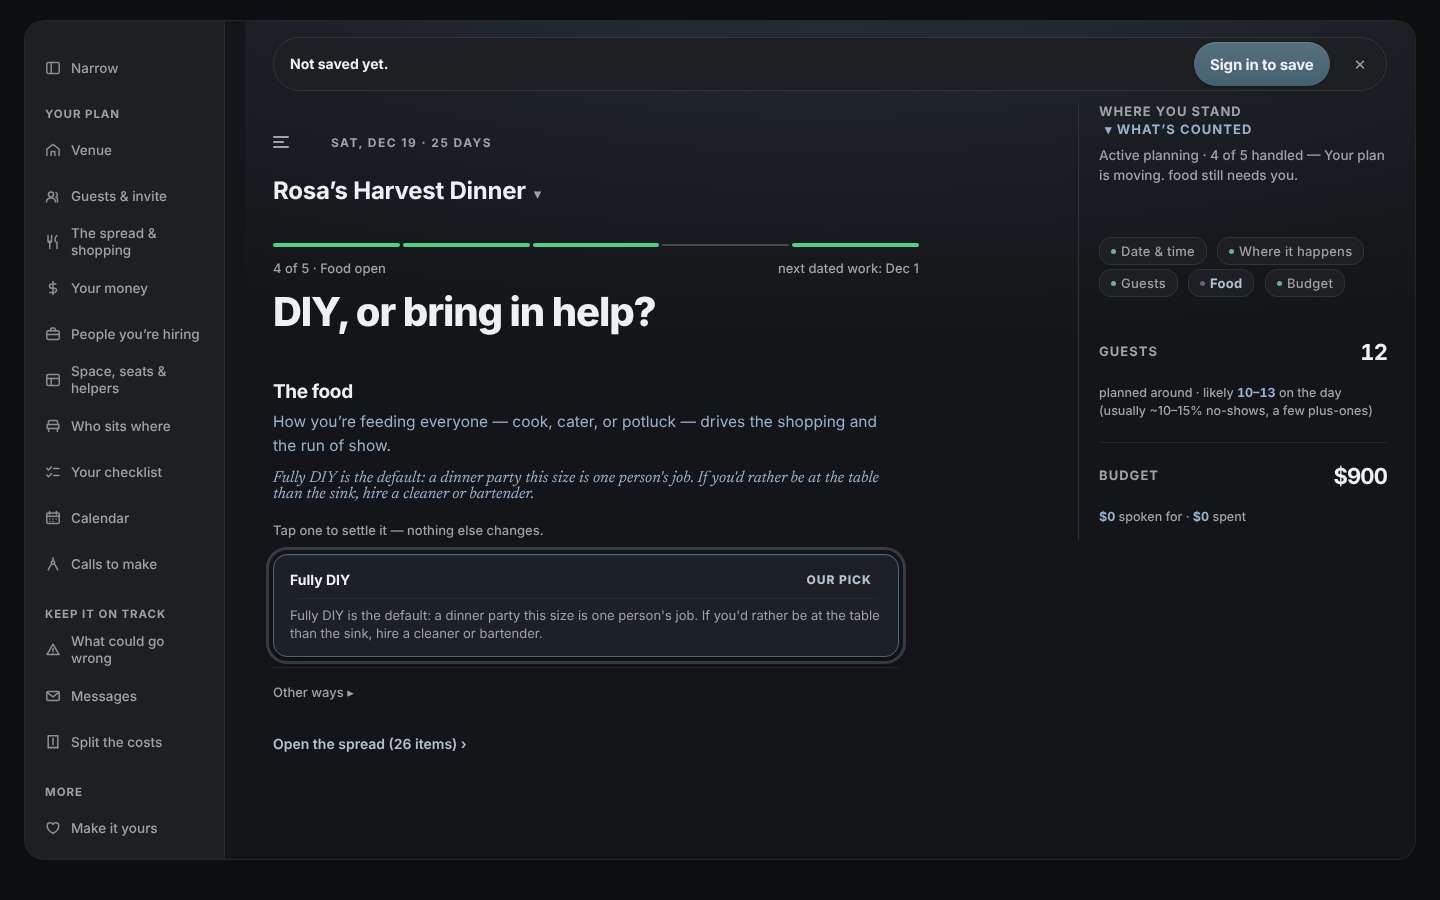 Narrow
YOUR PLAN
Venue
Guests & invite
The spread &
shopping
Your money
People you’re hiring
Space, seats &
helpers
Who sits where
Your checklist
Calendar
Calls to make
KEEP IT ON TRACK
What could go
wrong
Messages
Split the costs
MORE
Make it yours
Not saved yet.
Sign in to save ×
SAT, DEC 19 · 25 DAYS
Rosa’s Harvest Dinner ▾
4 of 5 · Food open
next dated work: Dec 1
DIY, or bring in help?
The food
How you’re feeding everyone — cook, cater, or potluck — drives the shopping and
the run of show.
Fully DIY is the default: a dinner party this size is one person's job. If you'd rather be at the table
than the sink, hire a cleaner or bartender.
Tap one to settle it — nothing else changes.
Fully DIY
OUR PICK
Fully DIY is the default: a dinner party this size is one person's job. If you'd rather be at the table
than the sink, hire a cleaner or bartender.
Other ways ▸
Open the spread (26 items) ›
WHERE YOU STAND
▾ WHAT’S COUNTED
Active planning · 4 of 5 handled — Your plan
is moving. food still needs you.
• Date & time
• Where it happens
• Guests
• Food
• Budget
GUESTS
12
planned around · likely 10–13 on the day
(usually ~10–15% no-shows, a few plus-ones)
BUDGET
$900
$0 spoken for · $0 spent